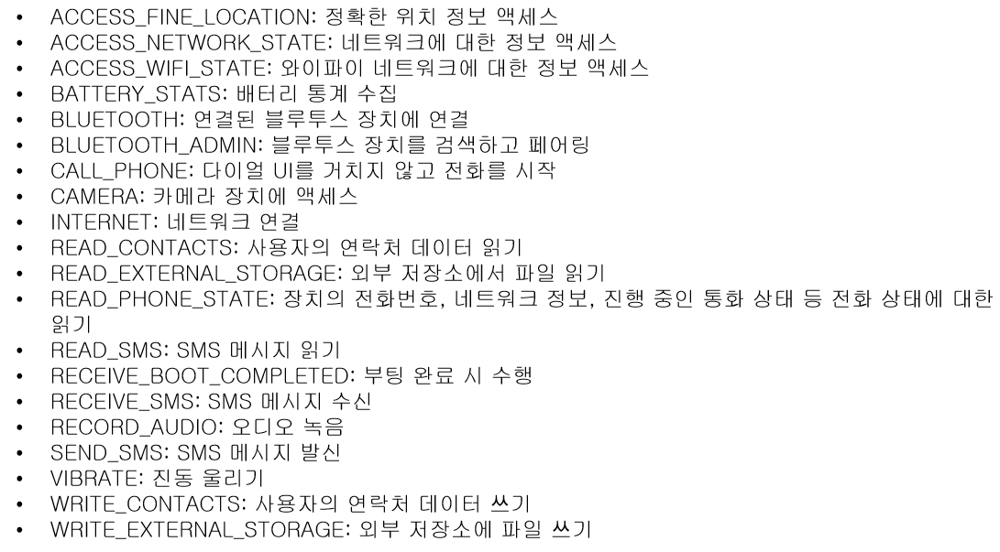 • ACCESS_FINE_LOCATION: 정확한 위치 정보 액세스
• ACCESS_NETWORK_STATE: 네트워크에 대한 정보 액세스
• ACCESS_WIFI_STATE: 와이파이 네트워크에 대한 정보 액세스
• BATTERY_STATS: 배터리 통계 수집
• BLUETOOTH: 연결된 블루투스 장치에 연결
• BLUETOOTH_ADMIN: 블루투스 장치를 검색하고 페어링
• CALL_PHONE: 다이얼 UI를 거치지 않고 전화를 시작
• CAMERA: 카메라 장치에 액세스
• INTERNET: 네트워크 연결
• READ_CONTACTS: 사용자의 연락처 데이터 읽기
• READ_EXTERNAL_STORAGE: 외부 저장소에서 파일 읽기
• READ_PHONE_STATE: 장치의 전화번호, 네트워크 정보, 진행 중인 통화 상태 등 전화 상태에 대한
읽기
• READ_SMS: SMS 메시지 읽기
• RECEIVE_BOOT_COMPLETED: 부팅 완료 시 수행
• RECEIVE_SMS: SMS 메시지 수신
• RECORD_AUDIO: 오디오 녹음
• SEND_SMS: SMS 메시지 발신
• VIBRATE: 진동 울리기
• WRITE_CONTACTS: 사용자의 연락처 데이터 쓰기
• WRITE_EXTERNAL_STORAGE: 외부 저장소에 파일 쓰기